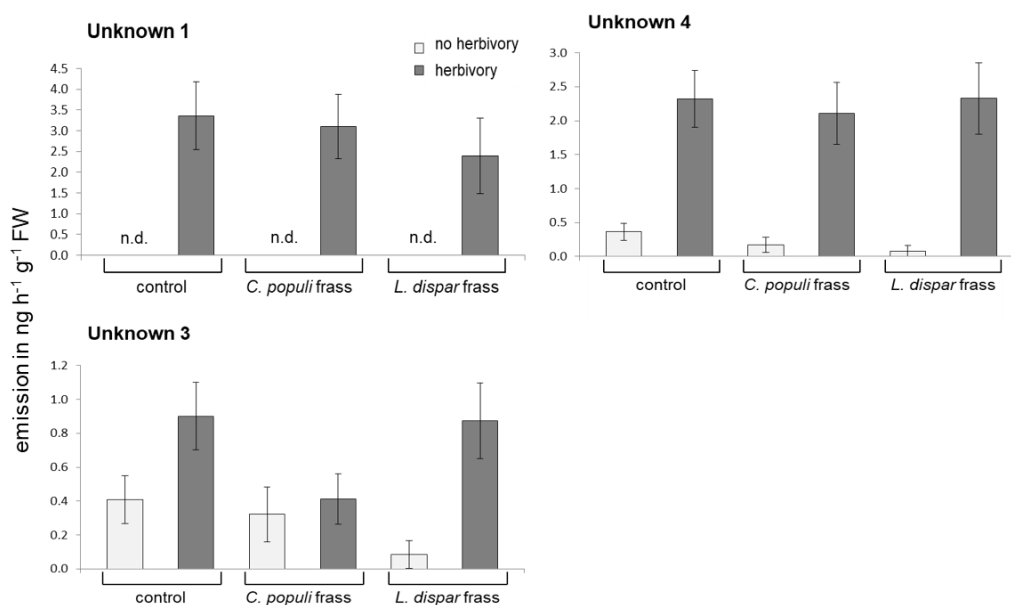 Unknown 1
no herbivory
herbivory
4.5
4.0
3.5
3.0
2.5
2.0
1.5
1.0
0.5
0.0
n.d.
n.d.
n.d.
control
C. populi frass
L. dispar frass
Unknown 4
3.0
2.5
2.0
1.5
1.0
0.5
0.0
control
C. populi frass
L. dispar frass
emission in ng h⁻¹ g⁻¹ FW
Unknown 3
1.2
1.0
0.8
0.6
0.4
0.2
0.0
control
C. populi frass
L. dispar frass